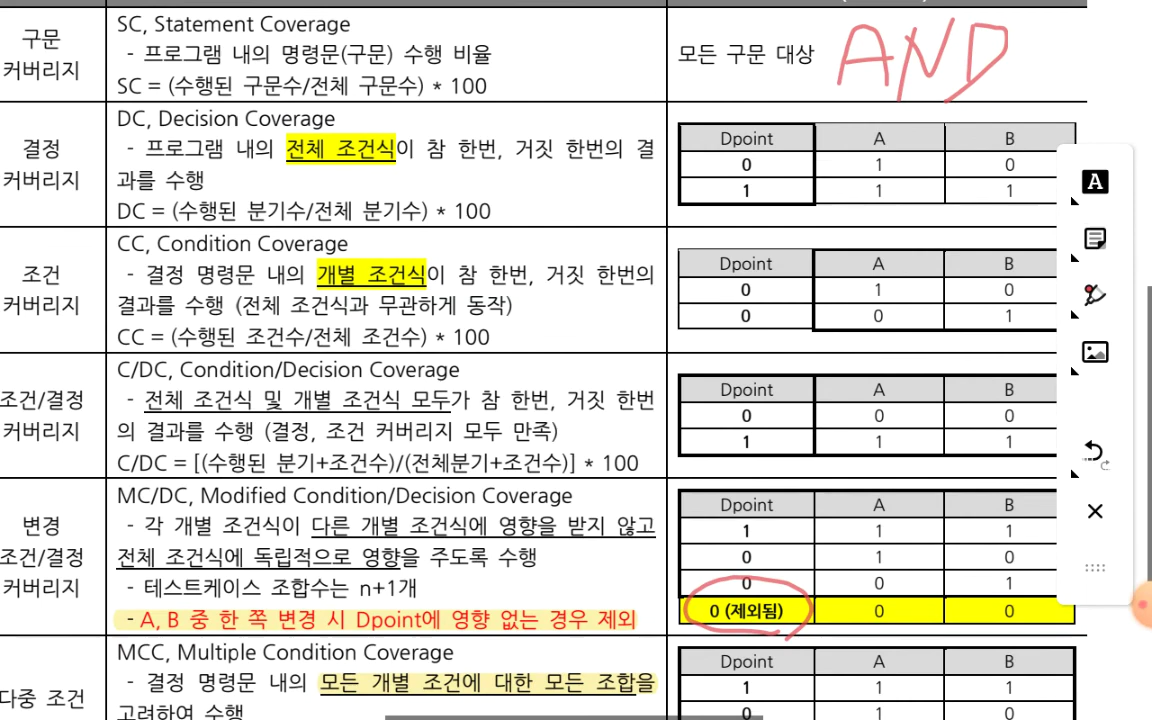 구문
커버리지
SC, Statement Coverage
- 프로그램 내의 명령문(구문) 수행 비율
SC = (수행된 구문수/전체 구문수) * 100
모든 구문 대상
AND
결정
커버리지
DC, Decision Coverage
- 프로그램 내의 전체 조건식이 참 한번, 거짓 한번의 결
과를 수행
DC = (수행된 분기수/전체 분기수) * 100
Dpoint A B
0 1 0
1 1 1
조건
커버리지
CC, Condition Coverage
- 결정 명령문 내의 개별 조건식이 참 한번, 거짓 한번의
결과를 수행 (전체 조건식과 무관하게 동작)
CC = (수행된 조건수/전체 조건수) * 100
Dpoint A B
0 1 0
0 0 1
조건/결정
커버리지
C/DC, Condition/Decision Coverage
- 전체 조건식 및 개별 조건식 모두가 참 한번, 거짓 한번
의 결과를 수행 (결정, 조건 커버리지 모두 만족)
C/DC = [(수행된 분기+조건수)/(전체분기+조건수)] * 100
Dpoint A B
0 0 0
1 1 1
변경
조건/결정
커버리지
MC/DC, Modified Condition/Decision Coverage
- 각 개별 조건식이 다른 개별 조건식에 영향을 받지 않고
전체 조건식에 독립적으로 영향을 주도록 수행
- 테스트케이스 조합수는 n+1개
- A, B 중 한 쪽 변경 시 Dpoint에 영향 없는 경우 제외
Dpoint A B
1 1 1
0 1 0
0 0 1
0 (제외됨) 0 0
다중 조건
MCC, Multiple Condition Coverage
- 결정 명령문 내의 모든 개별 조건에 대한 모든 조합을
고려하여 수행
Dpoint A B
1 1 1
0 1 0
A